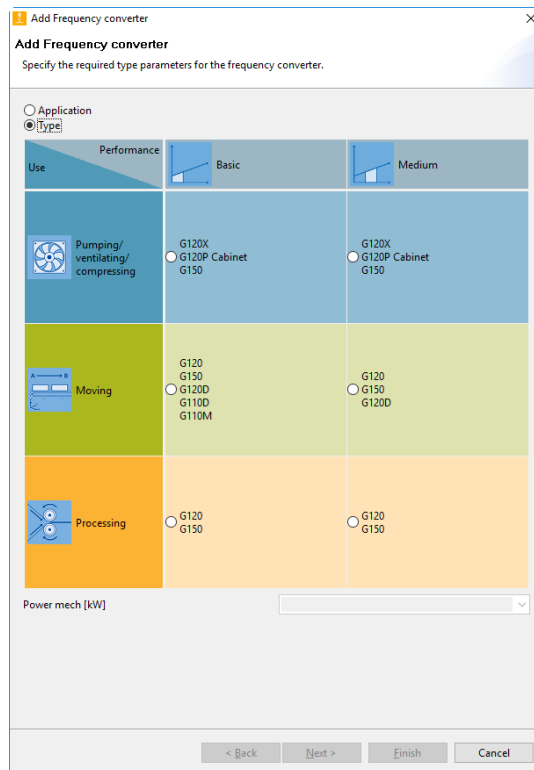 Add Frequency converter
Add Frequency converter
Specify the required type parameters for the frequency converter.
Application
Type
Performance
Use
Basic
Medium
Pumping/
ventilating/
compressing
G120X
G120P Cabinet
G150
G120X
G120P Cabinet
G150
A
B
Moving
G120
G150
G120D
G110D
G110M
G120
G150
G120D
Processing
G120
G150
G120
G150
Power mech [kW]
< Back
Next >
Finish
Cancel